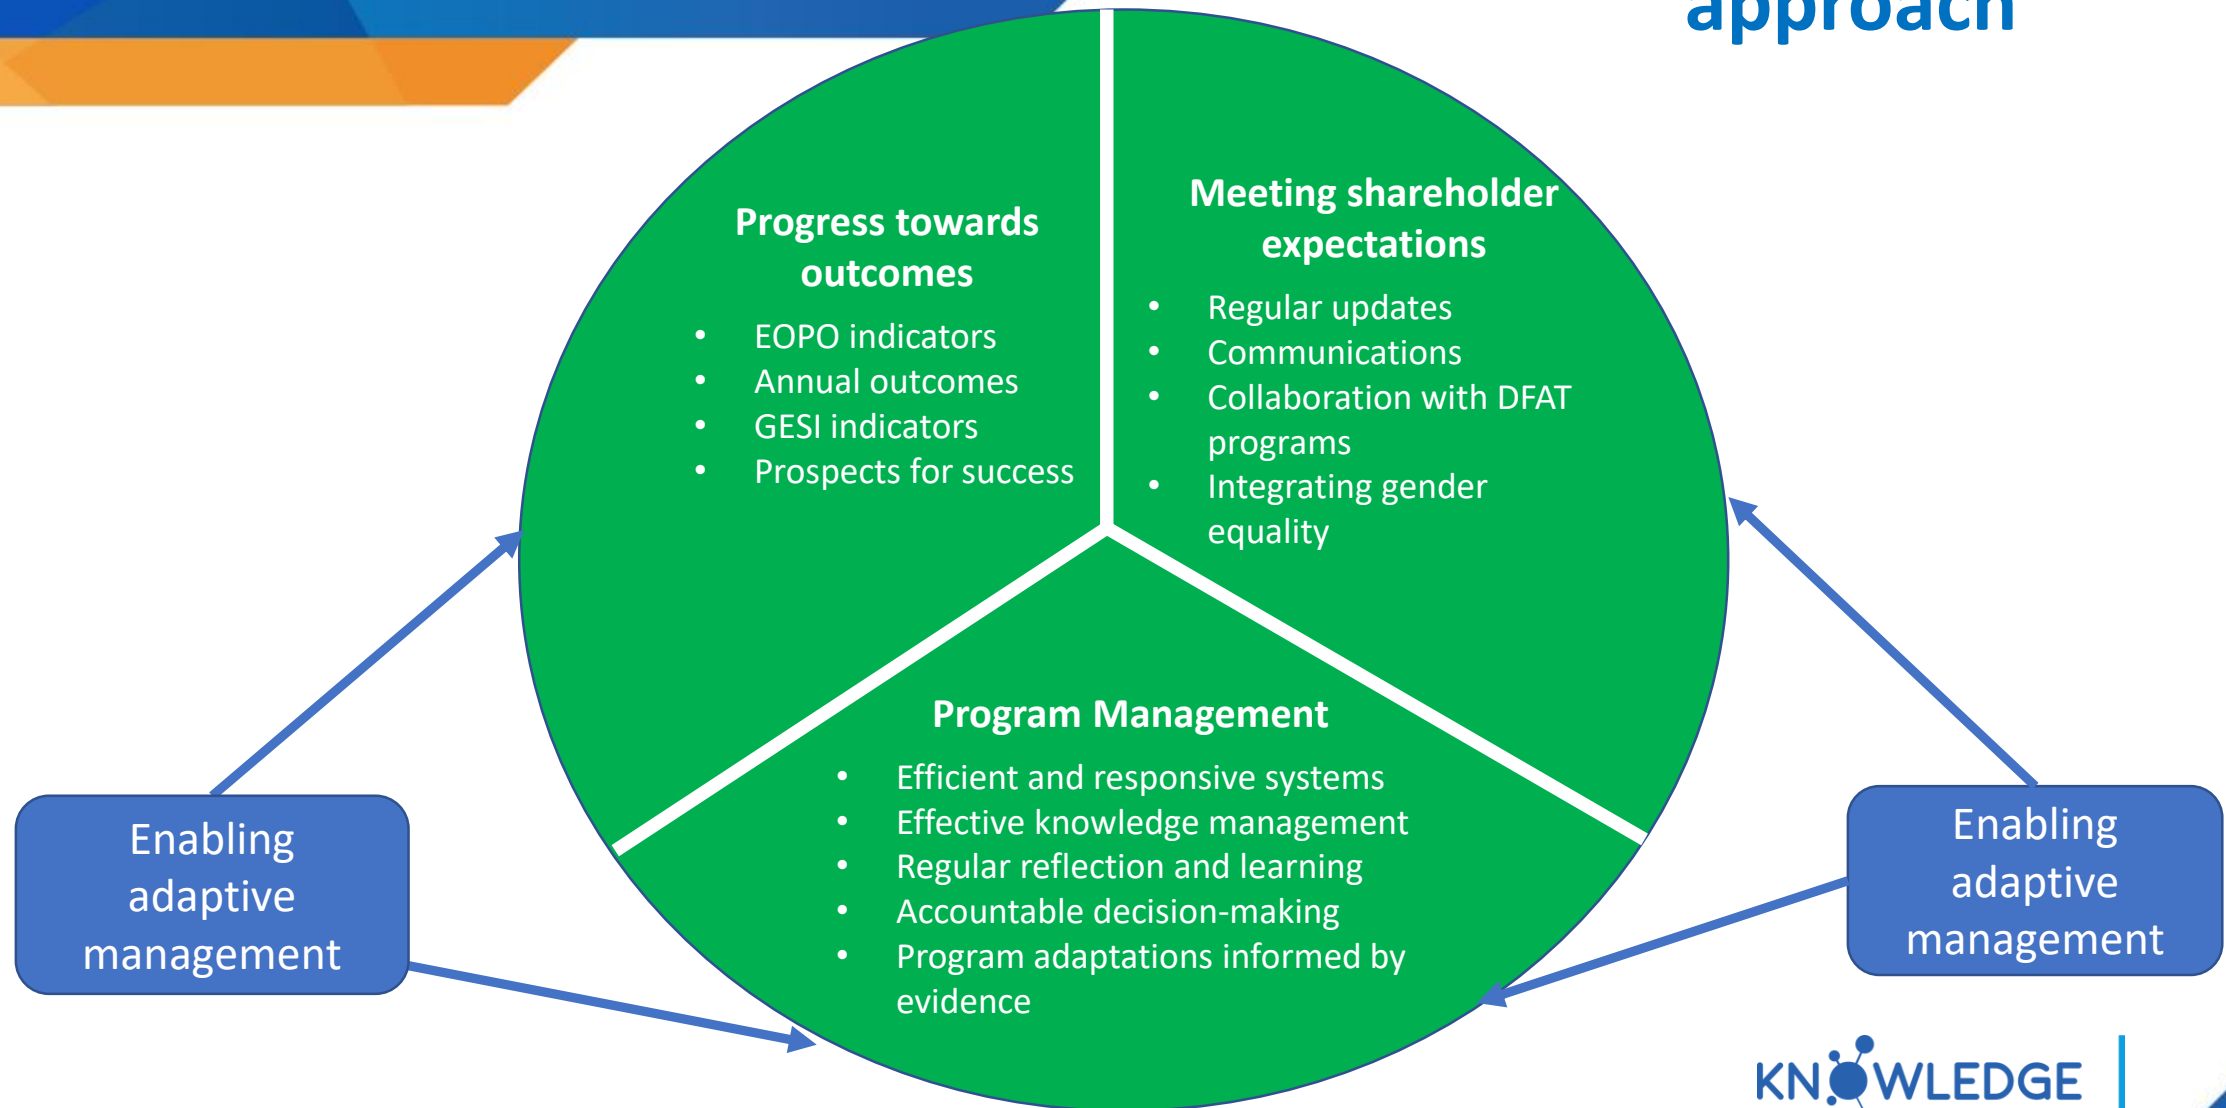 approach
Progress towards
outcomes
• EOPO indicators
• Annual outcomes
• GESI indicators
• Prospects for success
Meeting shareholder
expectations
• Regular updates
• Communications
• Collaboration with DFAT
programs
• Integrating gender
equality
Program Management
• Efficient and responsive systems
• Effective knowledge management
• Regular reflection and learning
• Accountable decision-making
• Program adaptations informed by
evidence
Enabling
adaptive
management
Enabling
adaptive
management
KNOWLEDGE